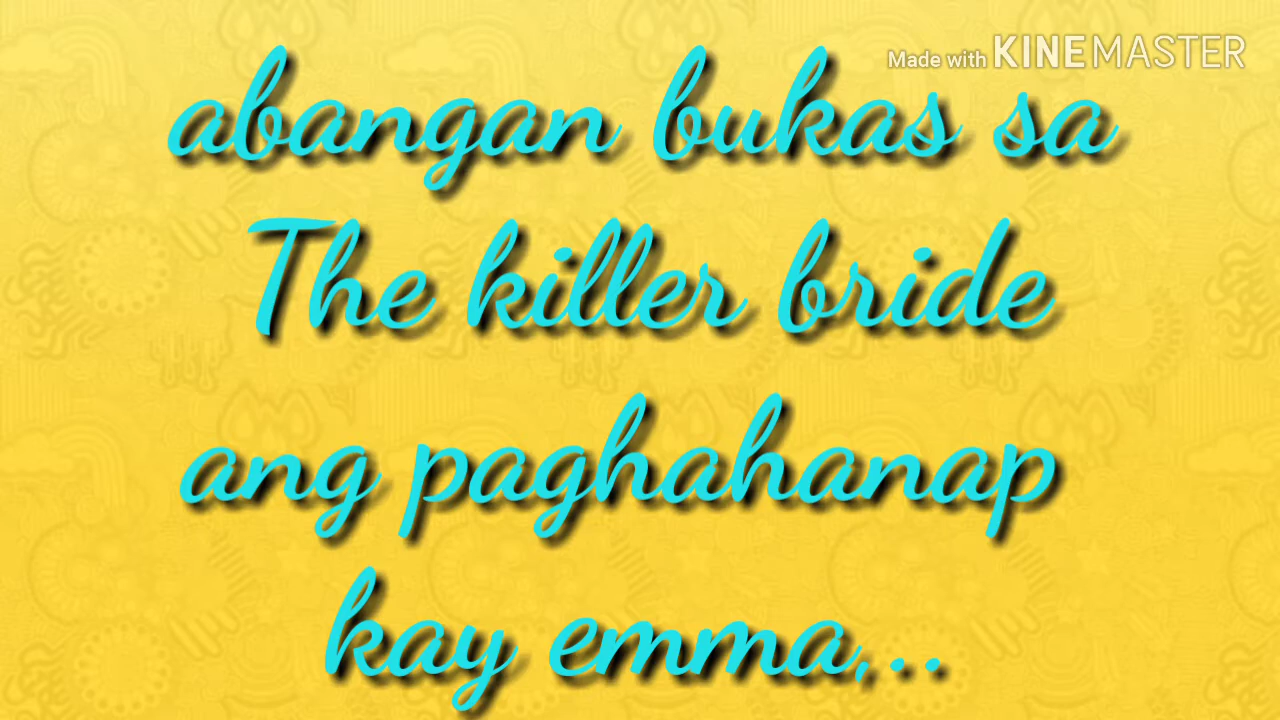 Made with KINEMASTER
abangan bukas sa
The killer bride
ang paghahanap
kay emma,..